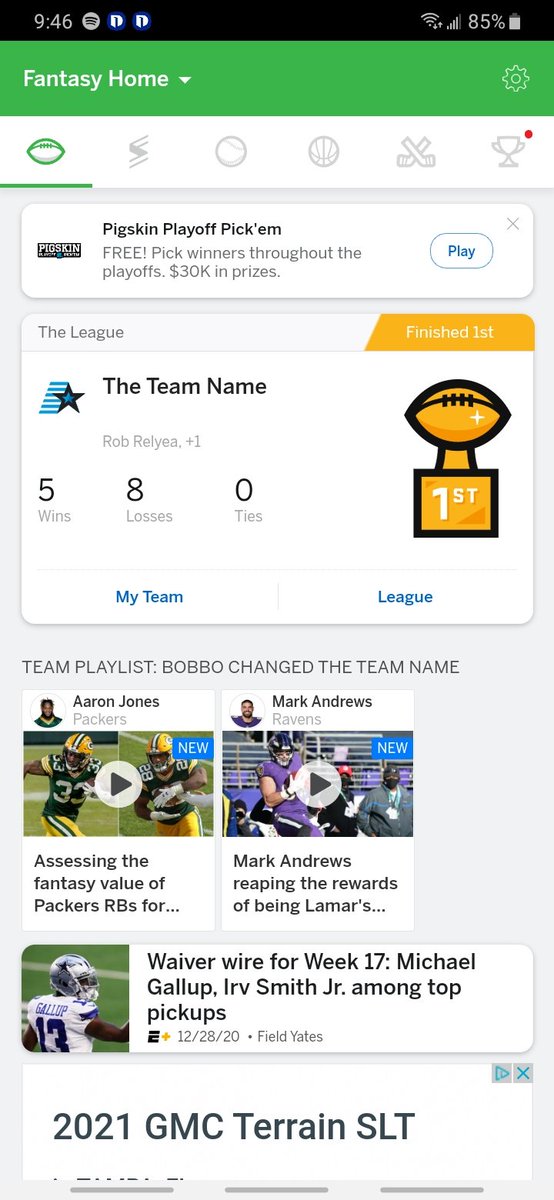 9:46
85%
Fantasy Home
Pigskin Playoff Pick'em
PIGSKIN
FREE! Pick winners throughout the
playoffs. $30K in prizes.
Play
The League
Finished 1st
The Team Name
Rob Relyea, +1
5
8
0
Wins
Losses
Ties
1ST
My Team
League
TEAM PLAYLIST: BOBBO CHANGED THE TEAM NAME
Aaron Jones
Packers
Mark Andrews
Ravens
NEW
NEW
33
28
Assessing the
fantasy value of
Packers RBs for...
Mark Andrews
reaping the rewards
of being Lamar's...
GALLUP
13
Waiver wire for Week 17: Michael
Gallup, Irv Smith Jr. among top
pickups
E+ 12/28/20 • Field Yates
2021 GMC Terrain SLT